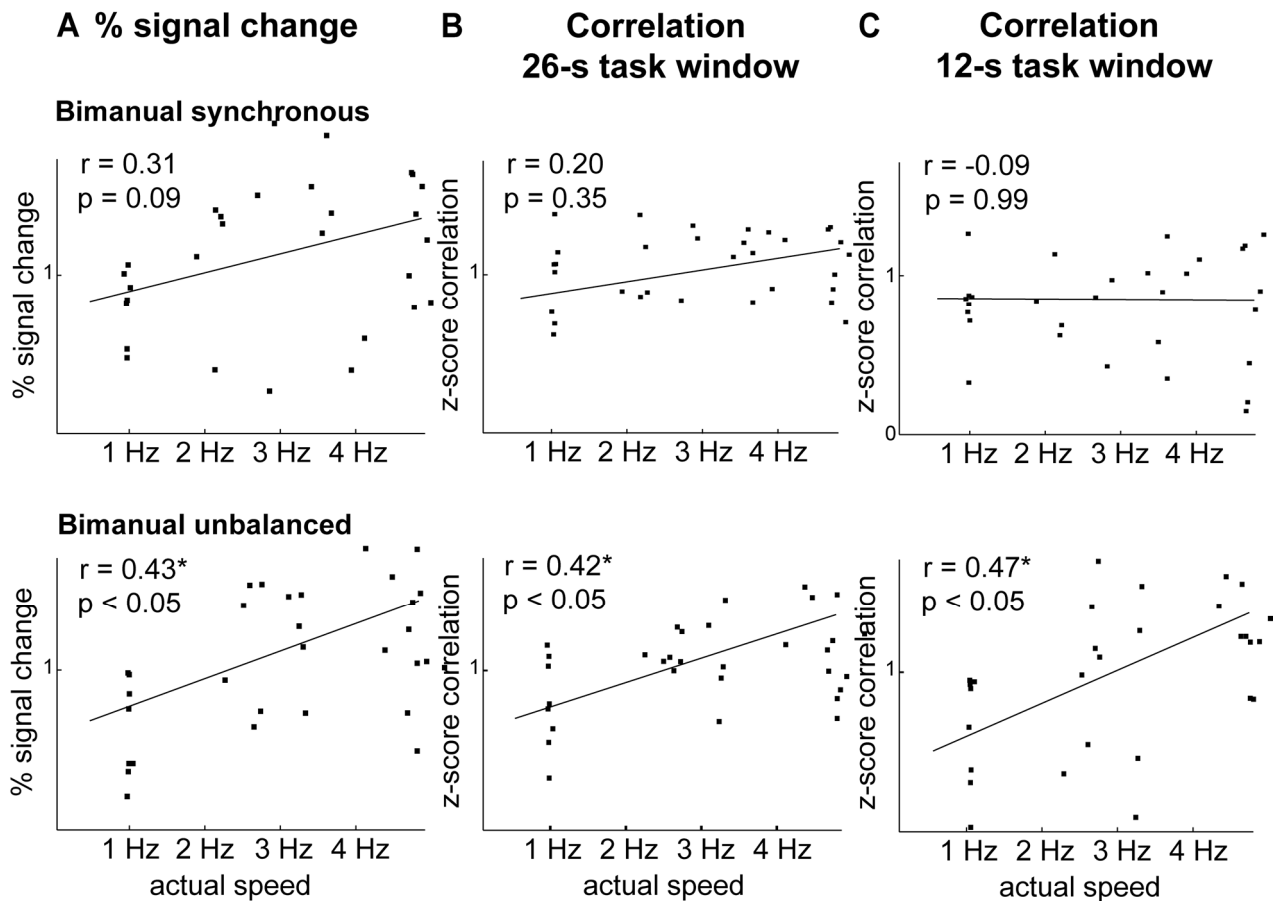 A % signal change
B Correlation
26-s task window
C Correlation
12-s task window
Bimanual synchronous
r = 0.31
p = 0.09
% signal change
1
1 Hz 2 Hz 3 Hz 4 Hz
r = 0.20
p = 0.35
z-score correlation
1
1 Hz 2 Hz 3 Hz 4 Hz
r = -0.09
p = 0.99
z-score correlation
1
0
1 Hz 2 Hz 3 Hz 4 Hz
Bimanual unbalanced
r = 0.43*
p < 0.05
% signal change
1
1 Hz 2 Hz 3 Hz 4 Hz
actual speed
r = 0.42*
p < 0.05
z-score correlation
1
1 Hz 2 Hz 3 Hz 4 Hz
actual speed
r = 0.47*
p < 0.05
z-score correlation
1
1 Hz 2 Hz 3 Hz 4 Hz
actual speed